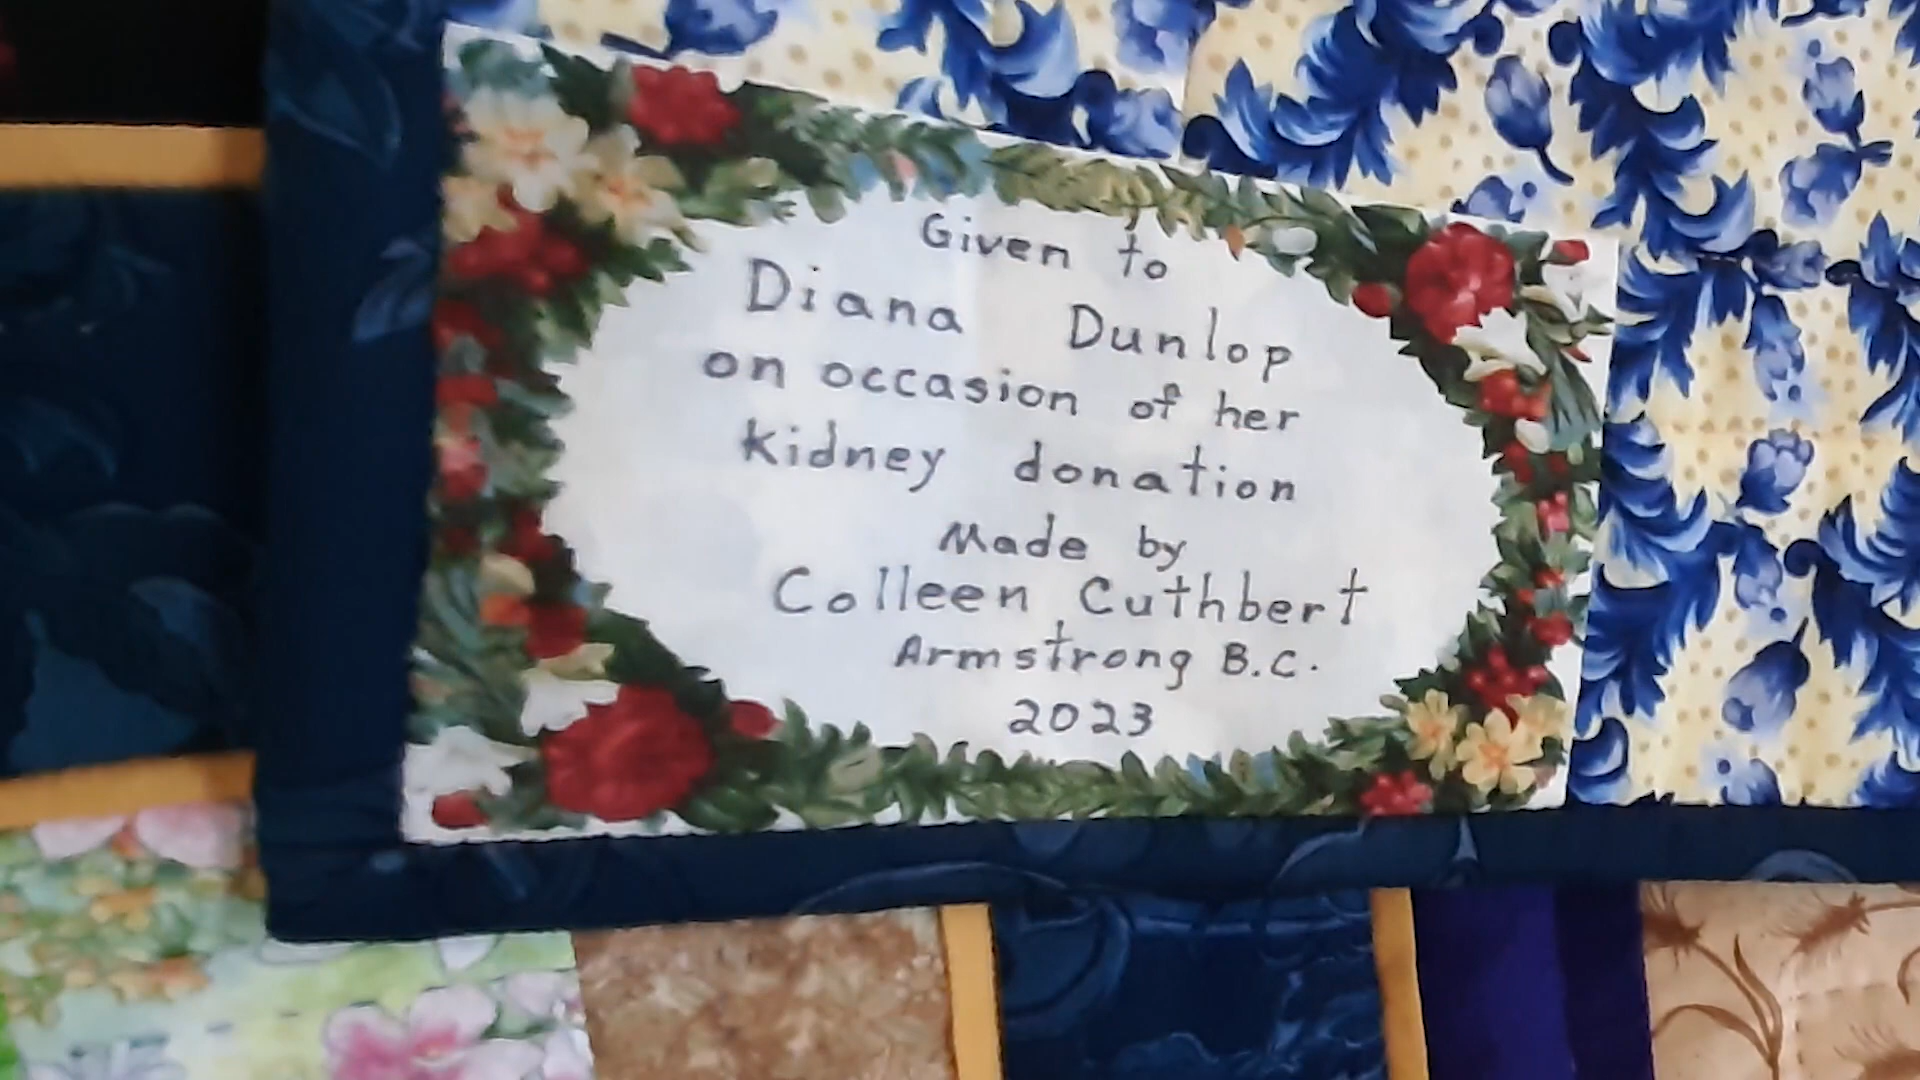 Given to
Diana Dunlop
on occasion of her
kidney donation
Made by
Colleen Cuthbert
Armstrong B.C.
2023